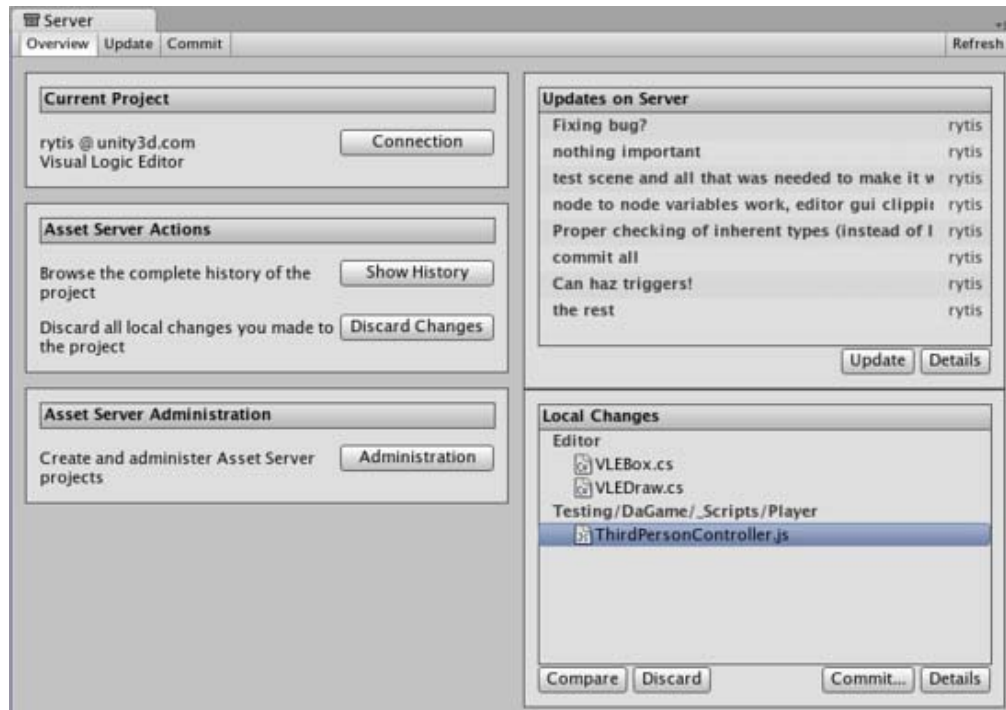 Server
Overview Update Commit Refresh
Current Project
rytis @ unity3d.com
Visual Logic Editor
Connection
Asset Server Actions
Browse the complete history of the
project
Show History
Discard all local changes you made to
the project
Discard Changes
Asset Server Administration
Create and administer Asset Server
projects
Administration
Updates on Server
Fixing bug? rytis
nothing important rytis
test scene and all that was needed to make it w rytis
node to node variables work, editor gui clippi rytis
Proper checking of inherent types (instead of rytis
commit all rytis
Can haz triggers! rytis
the rest rytis
Update Details
Local Changes
Editor
VLEBox.cs
VLEDraw.cs
Testing/DaGame/_Scripts/Player
ThirdPersonController.js
Compare Discard Commit... Details